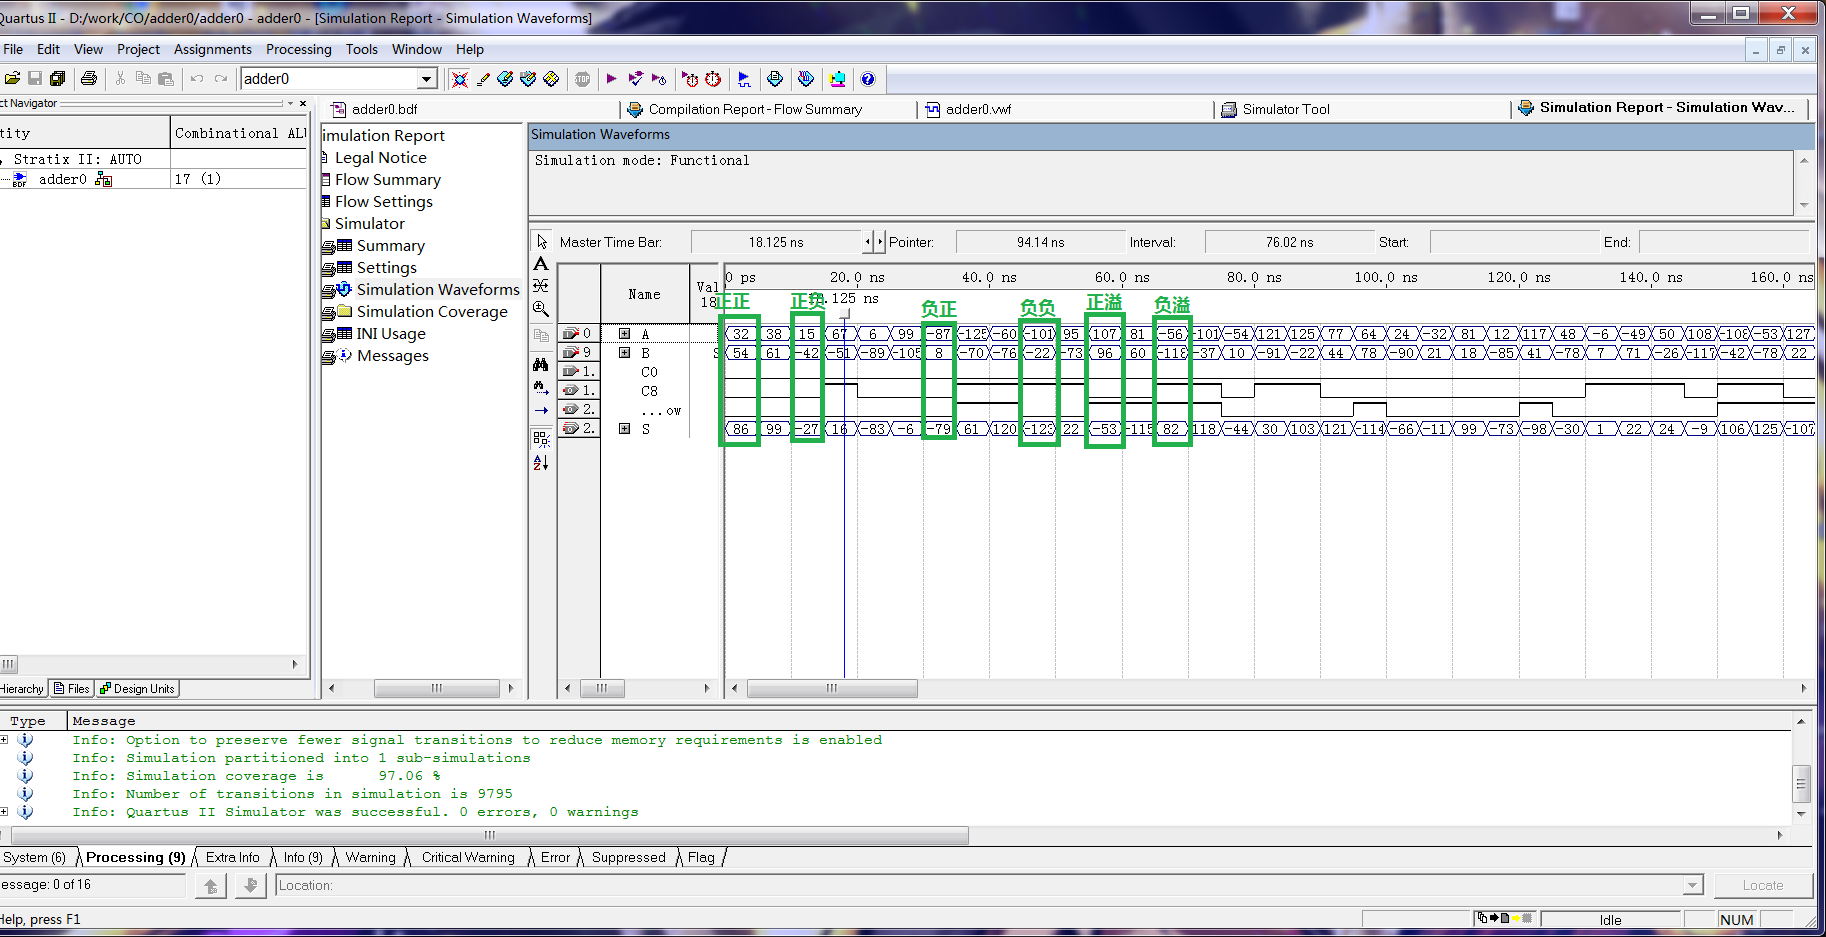 Quartus II - D:/work/CO/adder0/adder0 - adder0 - [Simulation Report - Simulation Waveforms]
File Edit View Project Assignments Processing Tools Window Help
adder0
ct Navigator
adder0.bdf
Compilation Report - Flow Summary
adder0.vwf
Simulator Tool
Simulation Report - Simulation Wav...
tity
Combinational AL
Stratix II: AUTO
adder0
17 (1)
imulation Report
Legal Notice
Flow Summary
Flow Settings
Simulator
Summary
Settings
Simulation Waveforms
Simulation Coverage
INI Usage
Messages
Simulation Waveforms
Simulation mode: Functional
Master Time Bar: 18.125 ns Pointer: 94.14 ns Interval: 76.02 ns Start: End:
Name
Val
18
0 ps 20.0 ns 40.0 ns 60.0 ns 80.0 ns 100.0 ns 120.0 ns 140.0 ns 160.0 ns
.125 ns
正正 正负 负正 负负 正溢 负溢
0 A 32 38 15 67 6 99 -87 -125 -60 -101 95 107 81 -56 -101 -54 121 125 77 64 24 -32 81 12 117 48 -6 -49 50 108 -108 -53 127
9 B S 54 61 -42 -51 -89 -105 8 -70 -76 -22 -73 96 60 -118 -37 10 -91 -22 44 78 -90 21 18 -85 41 -78 7 71 -26 -117 -42 -78 22
1. C0
1. C8
2. ...ow
2. S 86 99 -27 16 -83 -6 -79 61 120 -123 22 -53 -115 82 118 -44 30 103 121 -114 -66 -11 99 -73 -98 -30 1 22 24 -9 106 125 -107
Hierarchy Files Design Units
Type Message
Info: Option to preserve fewer signal transitions to reduce memory requirements is enabled
Info: Simulation partitioned into 1 sub-simulations
Info: Simulation coverage is 97.06 %
Info: Number of transitions in simulation is 9795
Info: Quartus II Simulator was successful. 0 errors, 0 warnings
System (6) Processing (9) Extra Info Info (9) Warning Critical Warning Error Suppressed Flag
essage: 0 of 16
Location:
Locate
Help, press F1
Idle
NUM